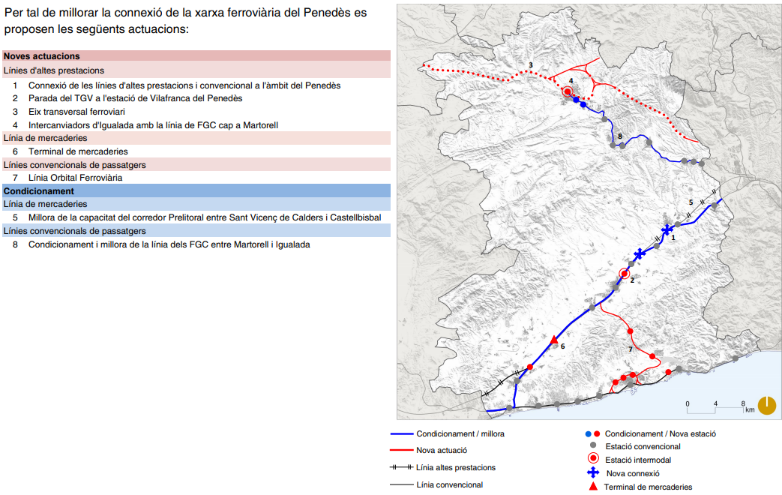 Per tal de millorar la connexió de la xarxa ferroviària del Penedès es
proposen les següents actuacions:
Noves actuacions
Línies d'altes prestacions
1 Connexió de les línies d'altes prestacions i convencional a l'àmbit del Penedès
2 Parada del TGV a l'estació de Vilafranca del Penedès
3 Eix transversal ferroviari
4 Intercanviadors d'Igualada amb la línia de FGC cap a Martorell
Línia de mercaderies
6 Terminal de mercaderies
Línies convencionals de passatgers
7 Línia Orbital Ferroviària
Condicionament
Línia de mercaderies
5 Millora de la capacitat del corredor Prelitoral entre Sant Vicenç de Calders i Castellbisbal
Línies convencionals de passatgers
8 Condicionament i millora de la línia dels FGC entre Martorell i Igualada
3
4
8
5
1
2
6
7
0 4 8
km
Condicionament / millora
Nova actuació
Línia altes prestacions
Línia convencional
Condicionament / Nova estació
Estació convencional
Estació intermodal
Nova connexió
Terminal de mercaderies